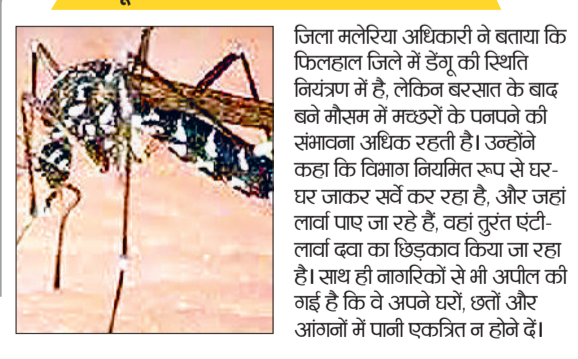 जिला मलेरिया अधिकारी ने बताया कि
फिलहाल जिले में डेंगू की स्थिति
नियंत्रण में है, लेकिन बरसात के बाद
बने मौसम में मच्छरों के पनपने की
संभावना अधिक रहती है। उन्होंने
कहा कि विभाग नियमित रूप से घर-
घर जाकर सर्वे कर रहा है, और जहां
लार्वा पाए जा रहे हैं, वहां तुरंत एंटी-
लार्वा दवा का छिड़काव किया जा रहा
है। साथ ही नागरिकों से भी अपील की
गई है कि वे अपने घरों, छतों और
आंगनों में पानी एकत्रित न होने दें।